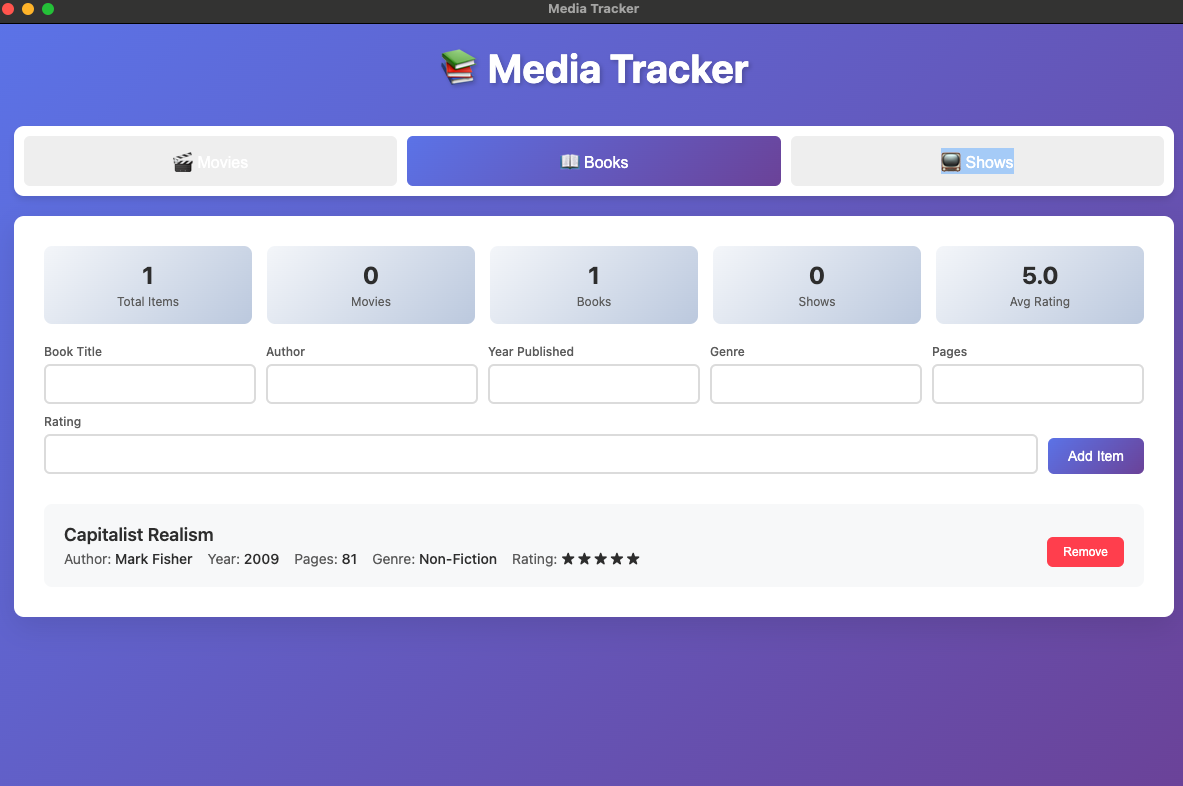 Media Tracker
📚 Media Tracker
🎬 Movies
📖 Books
📺 Shows
1
Total Items
0
Movies
1
Books
0
Shows
5.0
Avg Rating
Book Title
Author
Year Published
Genre
Pages
Rating
Add Item
Capitalist Realism
Author: Mark Fisher Year: 2009 Pages: 81 Genre: Non-Fiction Rating: ★★★★★
Remove